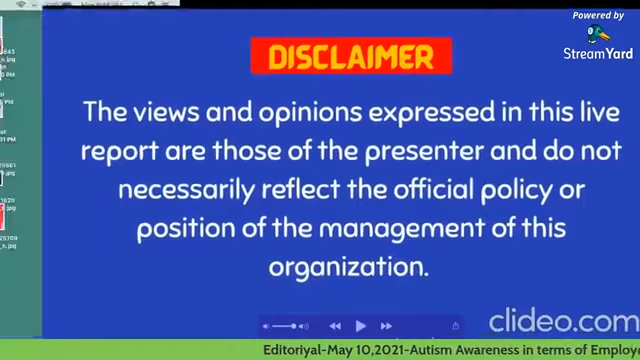 Powered by
StreamYard
DISCLAIMER
The views and opinions expressed in this live
report are those of the presenter and do not
necessarily reflect the official policy or
position of the management of this
organization.
clideo.com
Editoriyal-May 10,2021-Autism Awareness in terms of Employ